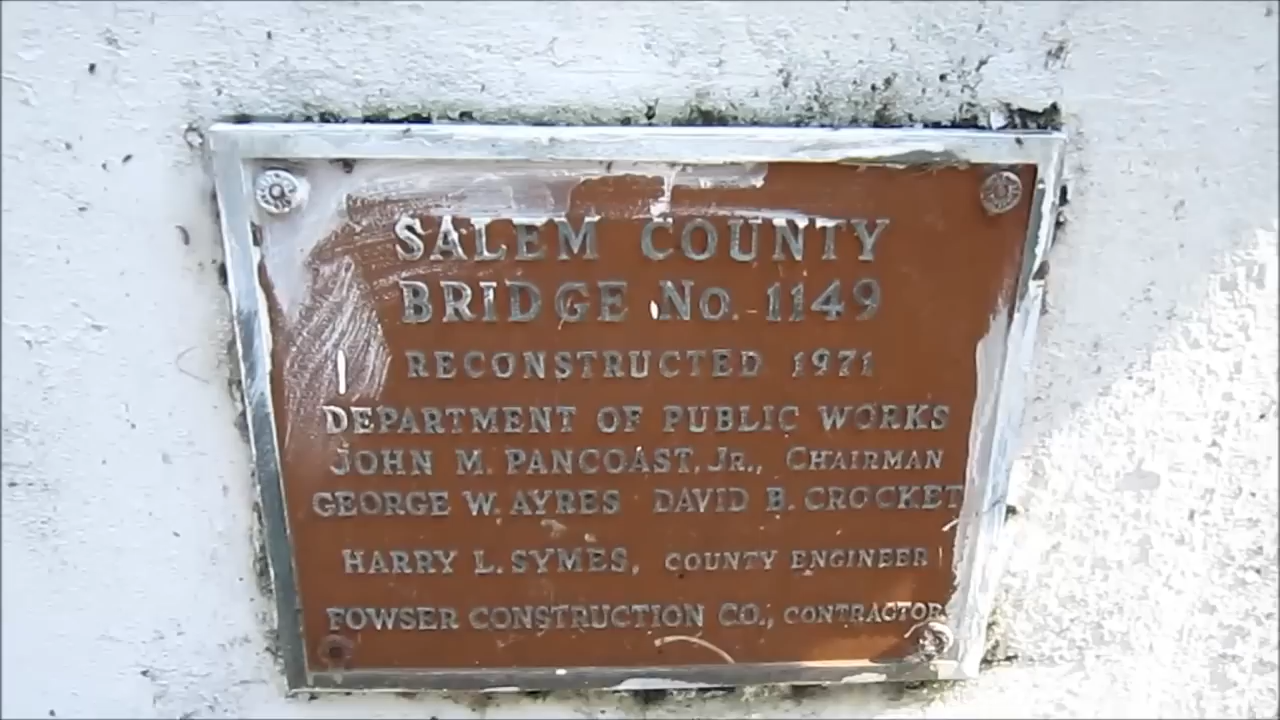 SALEM COUNTY
BRIDGE No. 1149
RECONSTRUCTED 1971
DEPARTMENT OF PUBLIC WORKS
JOHN M. PANCOAST, JR., CHAIRMAN
GEORGE W. AYRES DAVID B. CROCKET
HARRY L. SYMES, COUNTY ENGINEER
FOWSER CONSTRUCTION CO., CONTRACTOR